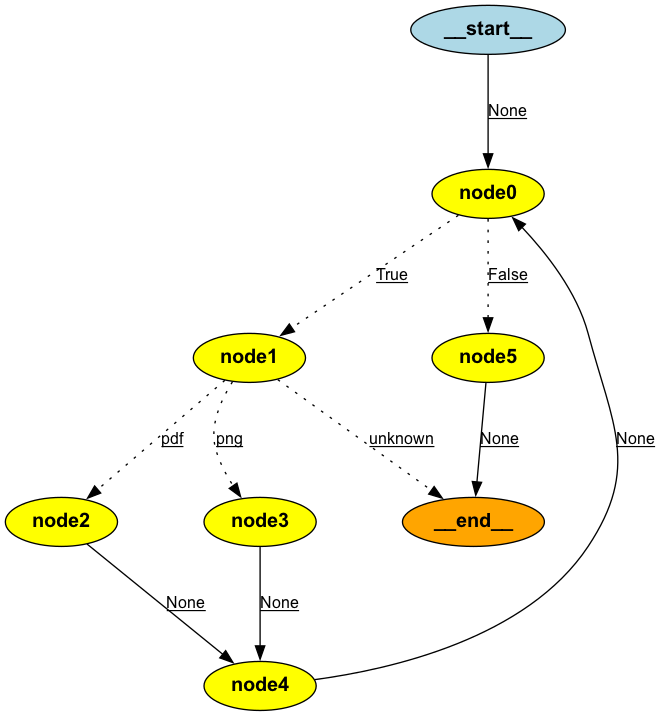 __start__
None
node0
True
False
node1
node5
pdf
png
unknown
None
None
node2
node3
__end__
None
None
node4